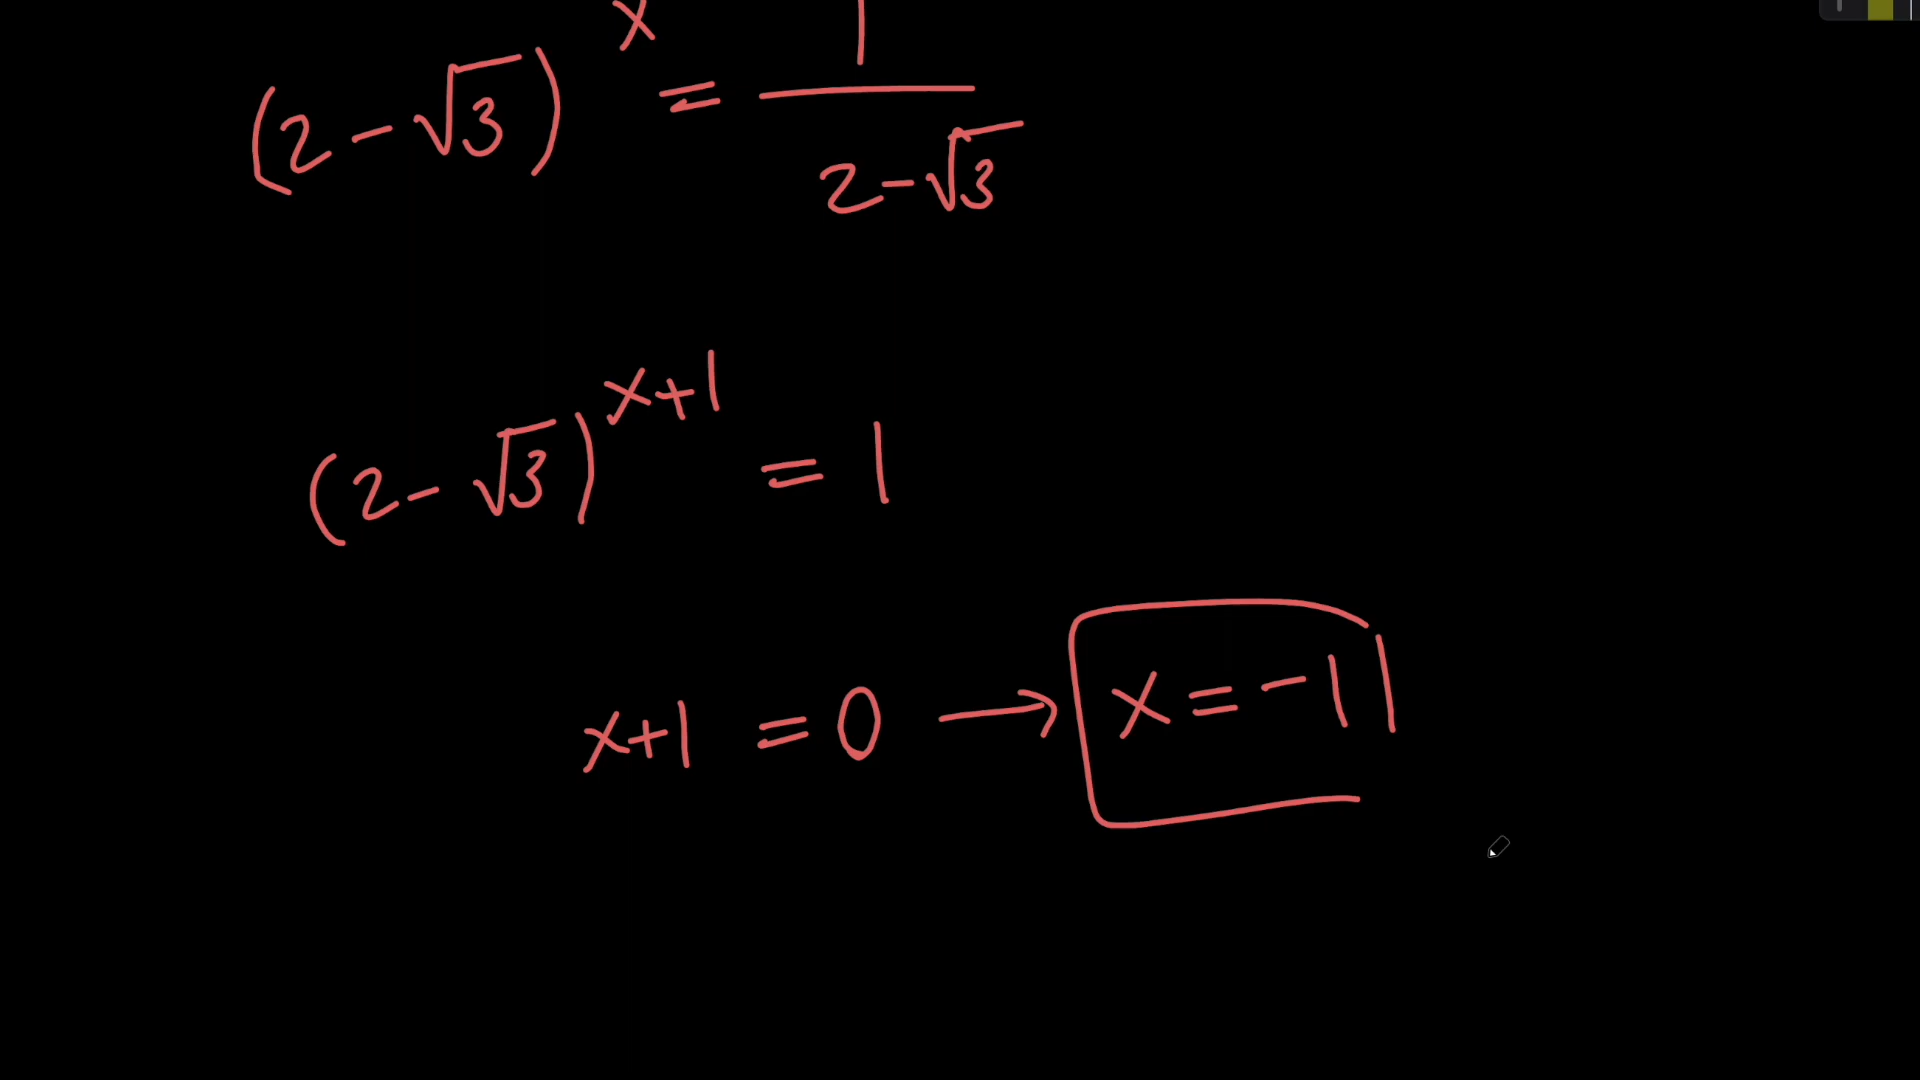 (2-√3)^x = 1/(2-√3)
(2-√3)^(x+1) = 1
x+1 = 0 → x = -1